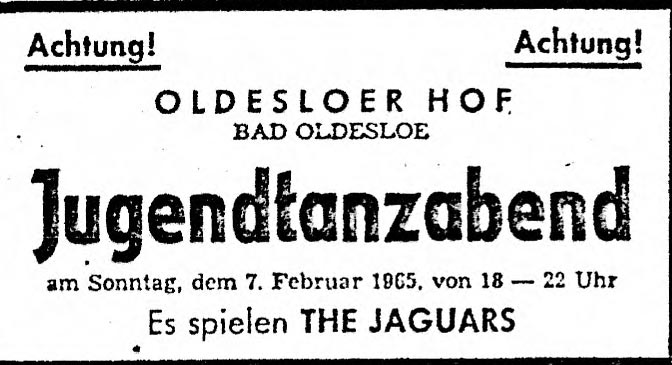 Achtung! Achtung!
OLDESLOER HOF
BAD OLDESLOE
Jugendtanzabend
am Sonntag, dem 7. Februar 1965, von 18 — 22 Uhr
Es spielen THE JAGUARS